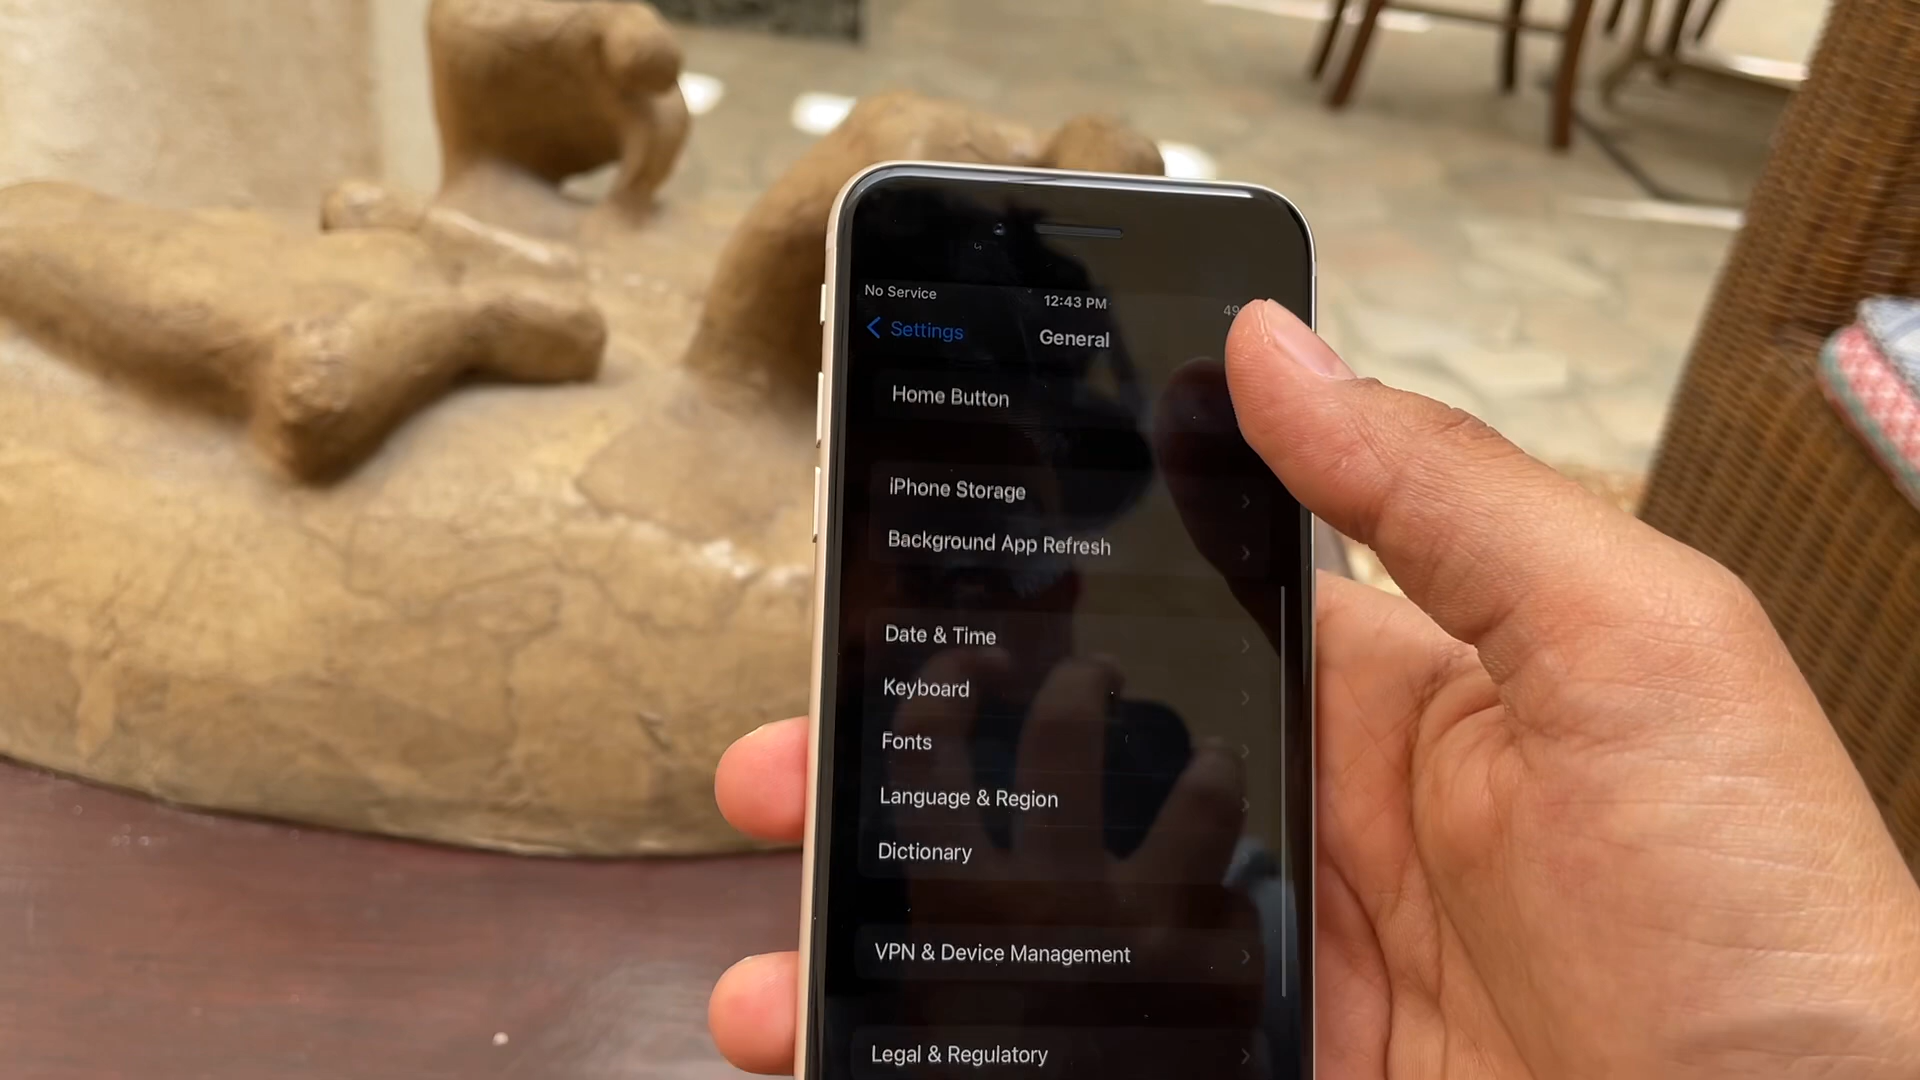 No Service
12:43 PM
49
Settings
General
Home Button
iPhone Storage
Background App Refresh
Date & Time
Keyboard
Fonts
Language & Region
Dictionary
VPN & Device Management
Legal & Regulatory